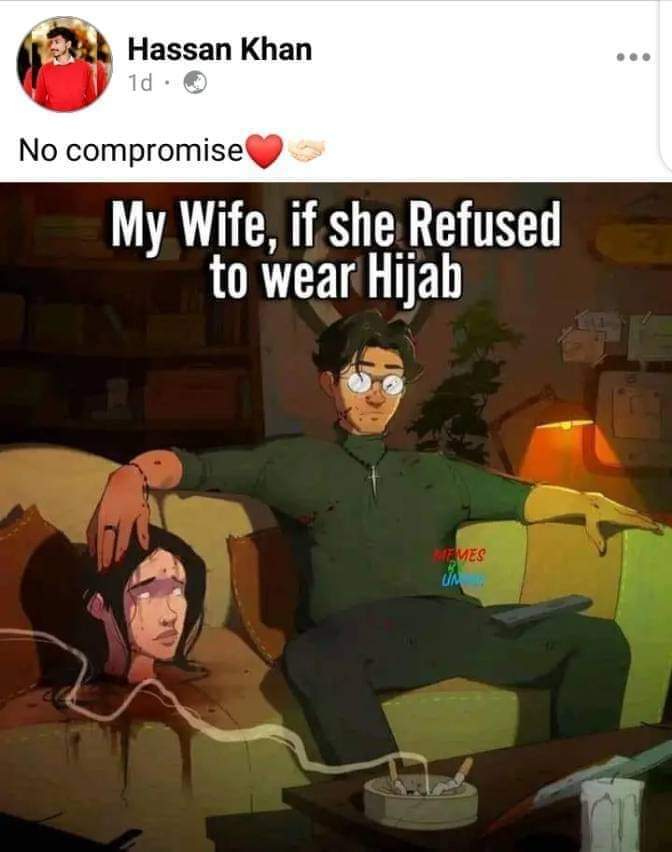 Hassan Khan
1d ·
No compromise❤️🤝🏻
My Wife, if she Refused
to wear Hijab
MEMES